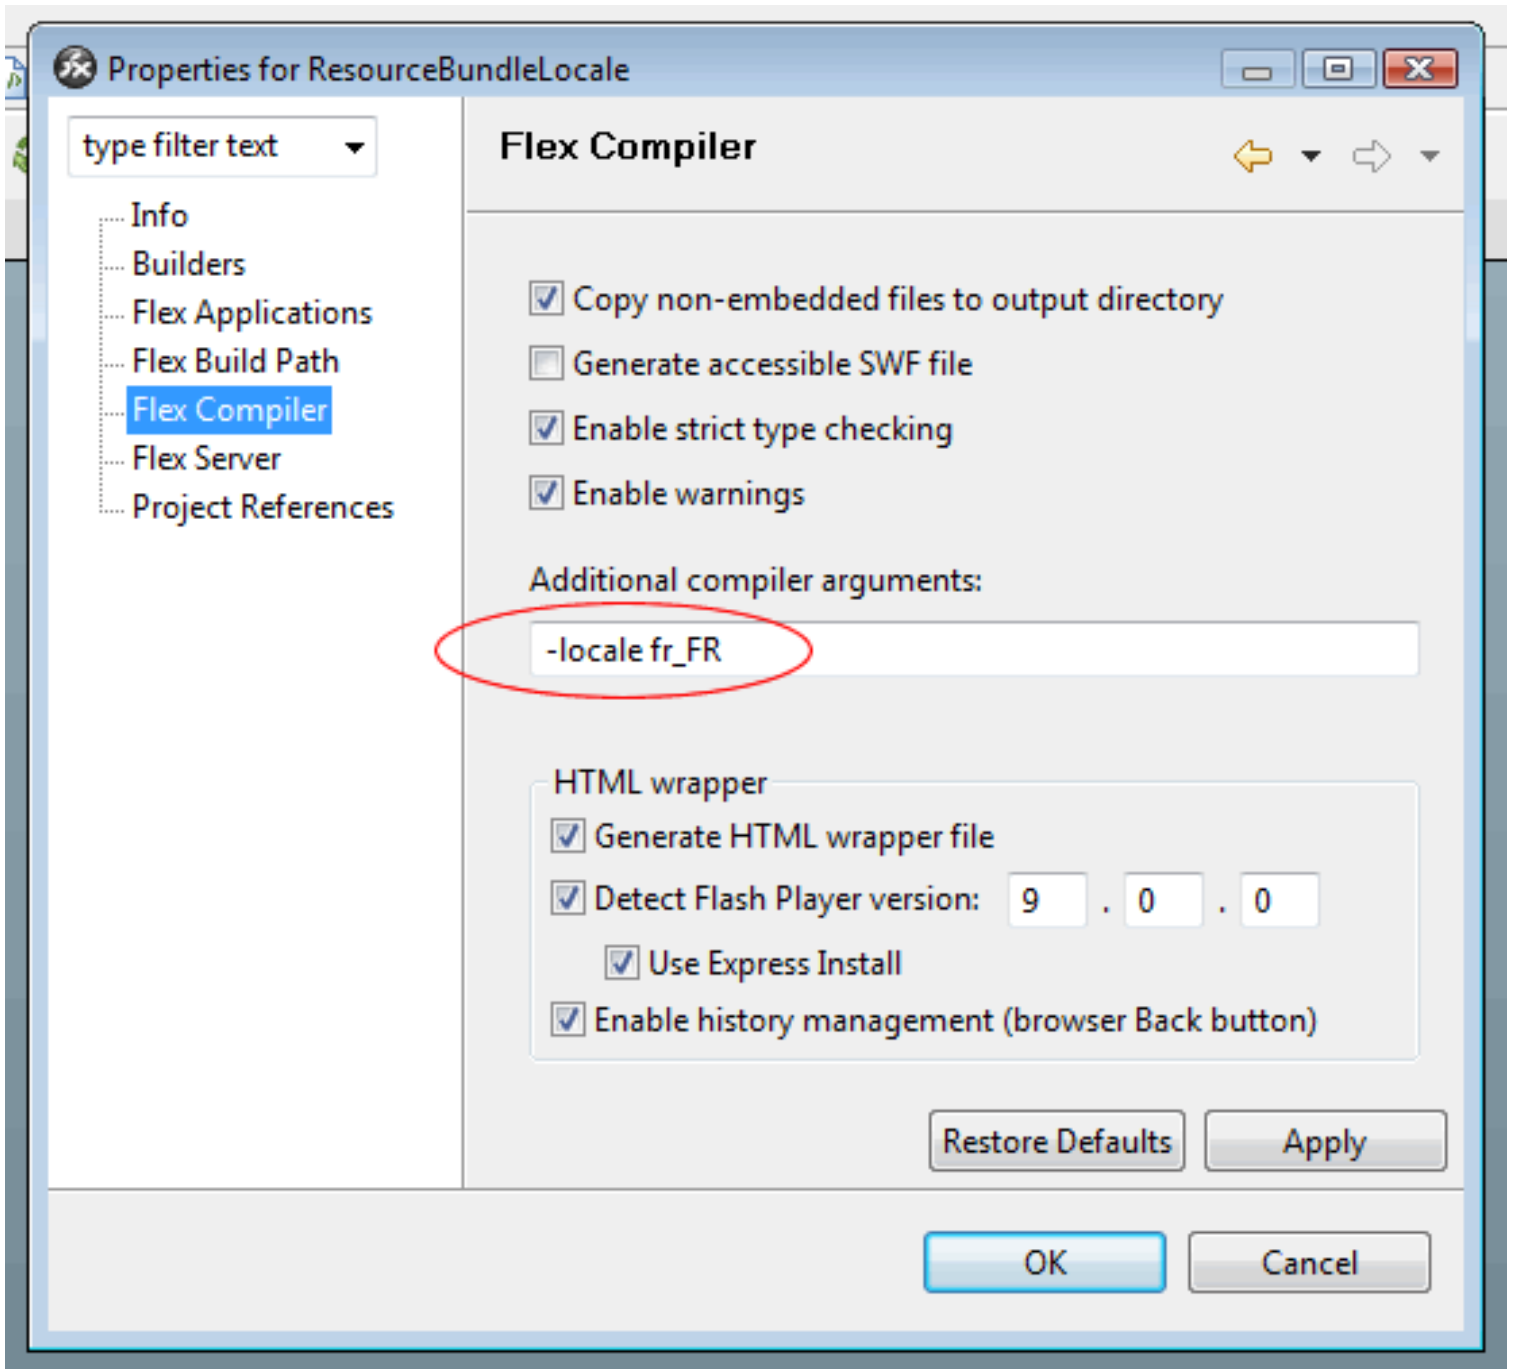 Properties for ResourceBundleLocale
type filter text
Info
Builders
Flex Applications
Flex Build Path
Flex Compiler
Flex Server
Project References
Flex Compiler
Copy non-embedded files to output directory
Generate accessible SWF file
Enable strict type checking
Enable warnings
Additional compiler arguments:
-locale fr_FR
HTML wrapper
Generate HTML wrapper file
Detect Flash Player version: 9 . 0 . 0
Use Express Install
Enable history management (browser Back button)
Restore Defaults Apply
OK Cancel